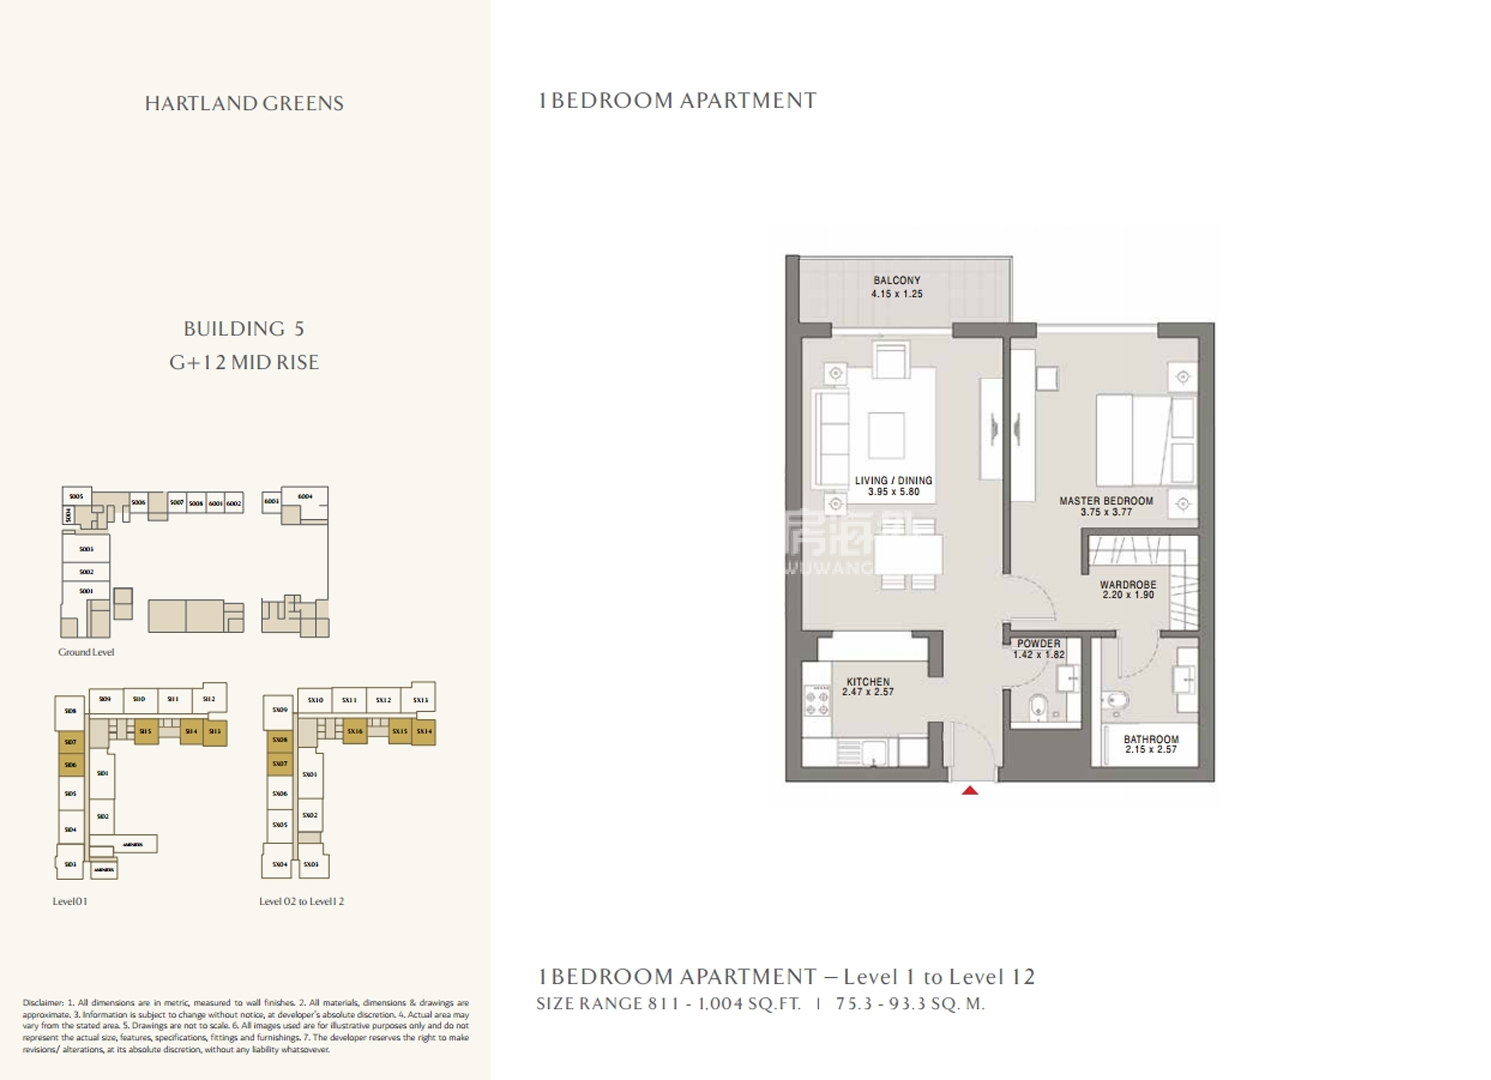 HARTLAND GREENS
BUILDING 5
G+12 MID RISE
5005
5006
5007
5008
6001
6002
6003
6004
5004
5003
5002
5001
Ground Level
5109
5110
5111
5112
5108
5107
5115
5114
5113
5106
5101
5105
5102
5104
AMENITIES
5103
AMENITIES
Level01
5X10
5X11
5X12
5X13
5X09
5X08
5X16
5X15
5X14
5X07
5X01
5X06
5X02
5X05
5X04
5X03
Level 02 to Level12
Disclaimer: 1. All dimensions are in metric, measured to wall finishes. 2. All materials, dimensions & drawings are
approximate. 3. Information is subject to change without notice, at developer's absolute discretion. 4. Actual area may
vary from the stated area. 5. Drawings are not to scale. 6. All images used are for illustrative purposes only and do not
represent the actual size, features, specifications, fittings and furnishings. 7. The developer reserves the right to make
revisions/ alterations, at its absolute discretion, without any liability whatsoever.
1 BEDROOM APARTMENT
BALCONY
4.15 x 1.25
LIVING / DINING
3.95 x 5.80
MASTER BEDROOM
3.75 x 3.77
房海外
WUWANG
WARDROBE
2.20 x 1.90
POWDER
1.42 x 1.82
KITCHEN
2.47 x 2.57
BATHROOM
2.15 x 2.57
1 BEDROOM APARTMENT – Level 1 to Level 12
SIZE RANGE 811 - 1,004 SQ.FT. | 75.3 - 93.3 SQ. M.